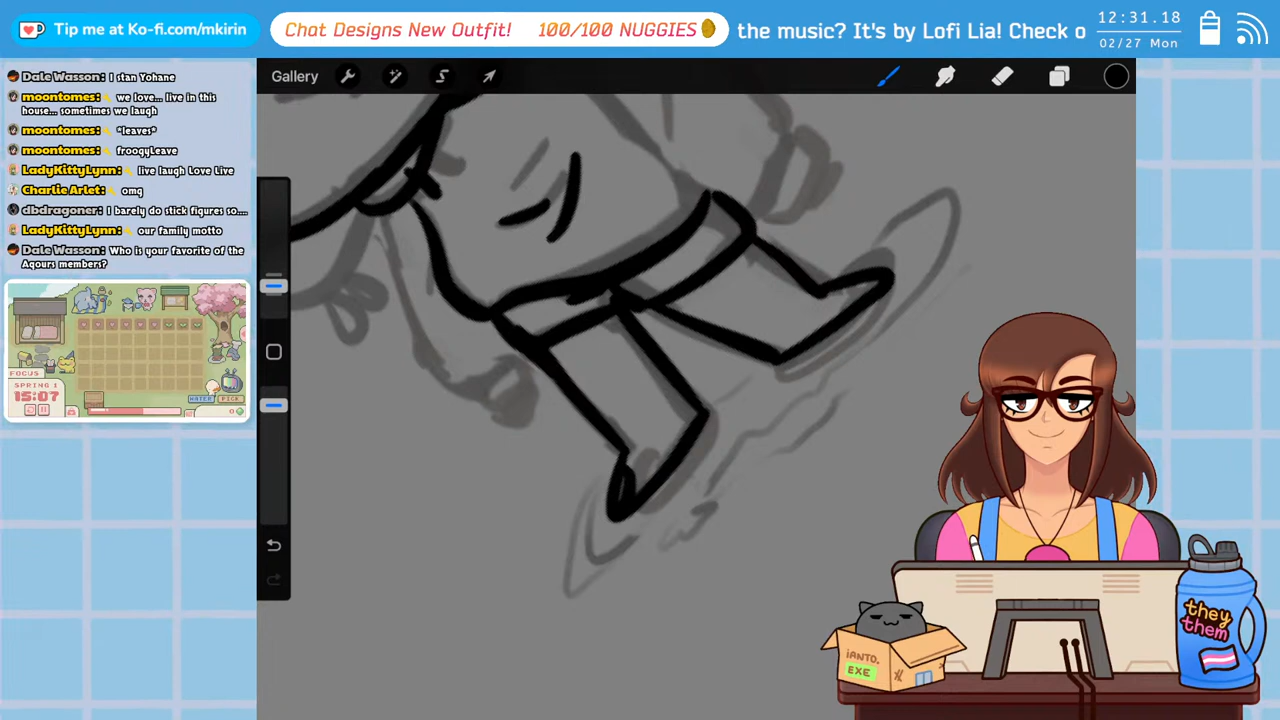 Tip me at Ko-fi.com/mkirin
Chat Designs New Outfit! 100/100 NUGGIES
the music? It's by Lofi Lia! Check o
12:31.18
02/27 Mon
Dale Wasson: I stan Yohane
moontomes: we love... live in this
house... sometimes we laugh
moontomes: *leaves*
moontomes: froogyLeave
LadyKittyLynn: live laugh Love Live
Charlie Arlet: omg
dbdragoner: I barely do stick figures so....
LadyKittyLynn: our family motto
Dale Wasson: Who is your favorite of the
Aqours members?
Gallery
FOCUS
SPRING 1
15:07
WATER
PICK
0
IANTO.
EXE
they
them